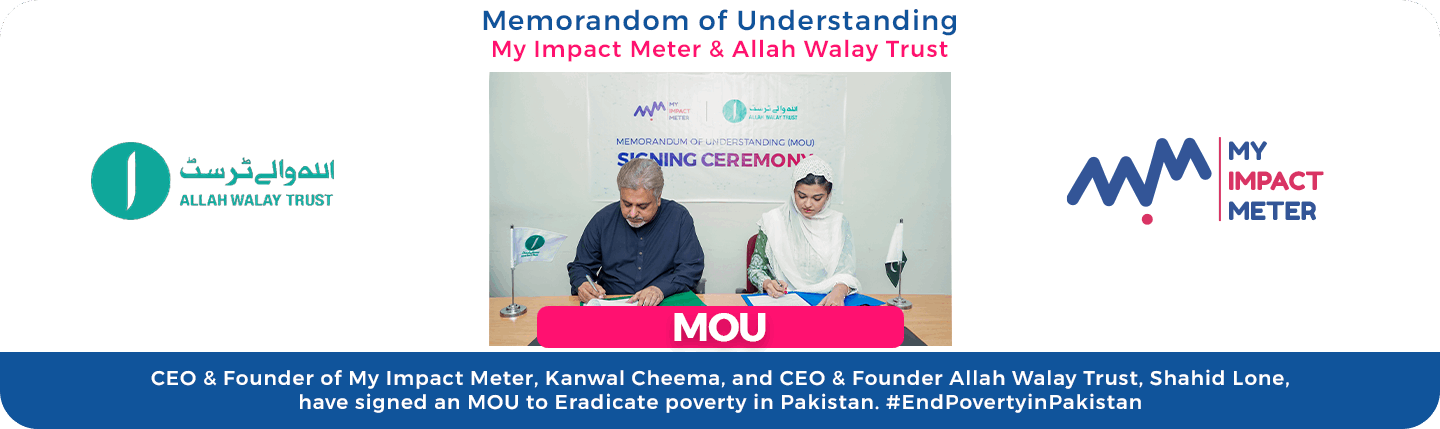 Memorandom of Understanding
My Impact Meter & Allah Walay Trust
MY
IMPACT
METER
اللہ والے ٹرسٹ
ALLAH WALAY TRUST
MEMORANDUM OF UNDERSTANDING (MOU)
SIGNING CEREMONY
اللہ والے ٹرسٹ
ALLAH WALAY TRUST
MY
IMPACT
METER
MOU
CEO & Founder of My Impact Meter, Kanwal Cheema, and CEO & Founder Allah Walay Trust, Shahid Lone,
have signed an MOU to Eradicate poverty in Pakistan. #EndPovertyinPakistan